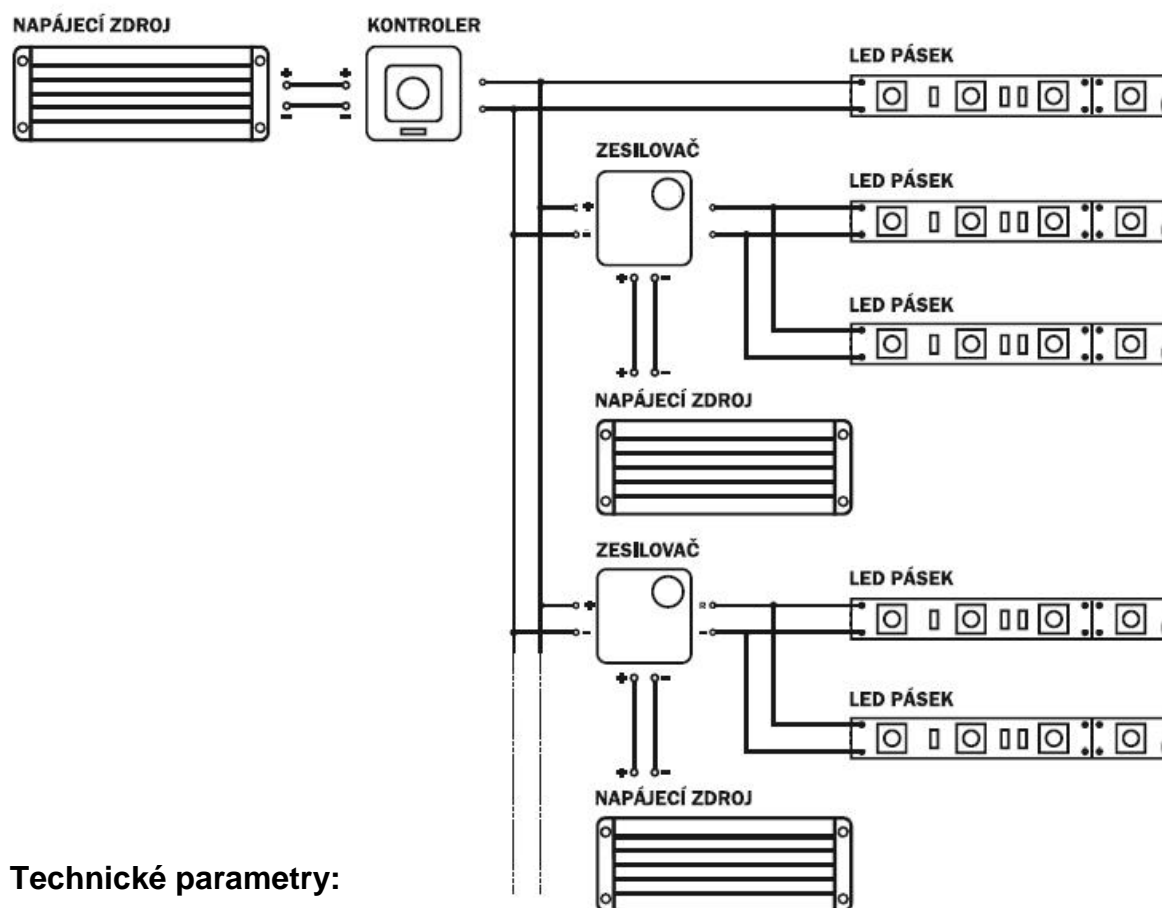 NAPÁJECÍ ZDROJ
KONTROLER
LED PÁSEK
ZESILOVAČ
LED PÁSEK
LED PÁSEK
NAPÁJECÍ ZDROJ
ZESILOVAČ
LED PÁSEK
LED PÁSEK
NAPÁJECÍ ZDROJ
Technické parametry: